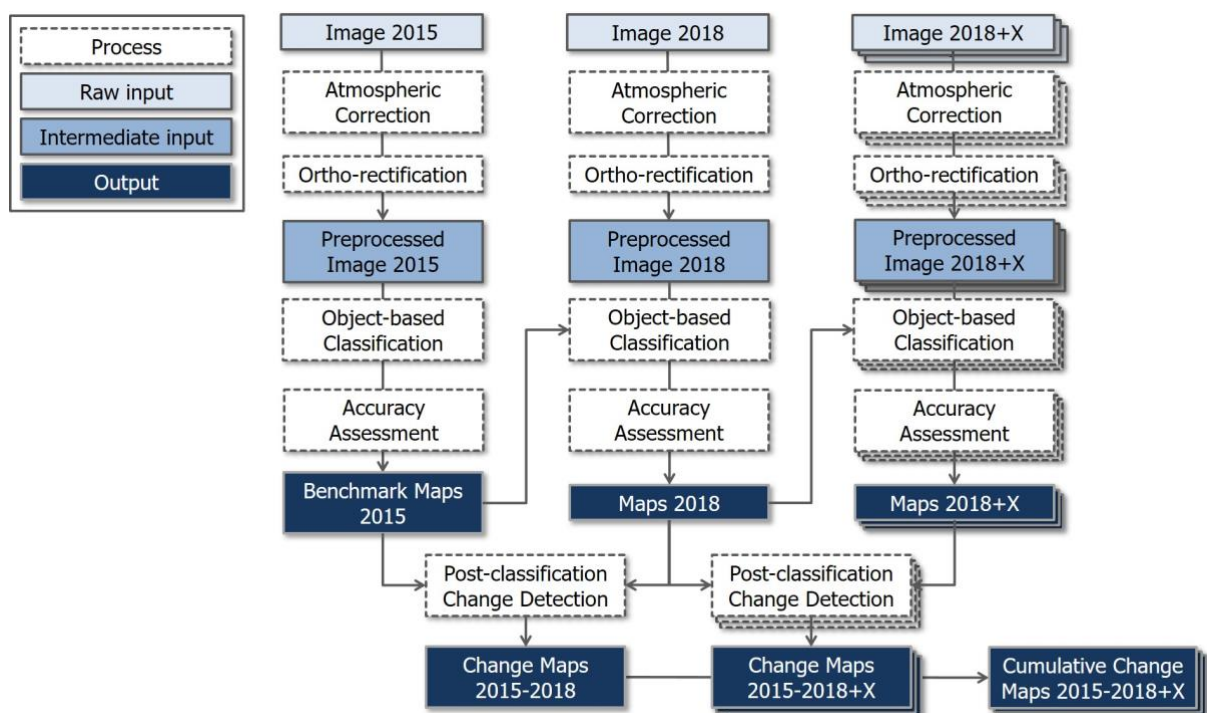 Process
Raw input
Intermediate input
Output
Image 2015
Atmospheric
Correction
Ortho-rectification
Preprocessed
Image 2015
Object-based
Classification
Accuracy
Assessment
Benchmark Maps
2015
Image 2018
Atmospheric
Correction
Ortho-rectification
Preprocessed
Image 2018
Object-based
Classification
Accuracy
Assessment
Maps 2018
Image 2018+X
Atmospheric
Correction
Ortho-rectification
Preprocessed
Image 2018+X
Object-based
Classification
Accuracy
Assessment
Maps 2018+X
Post-classification
Change Detection
Post-classification
Change Detection
Change Maps
2015-2018
Change Maps
2015-2018+X
Cumulative Change
Maps 2015-2018+X